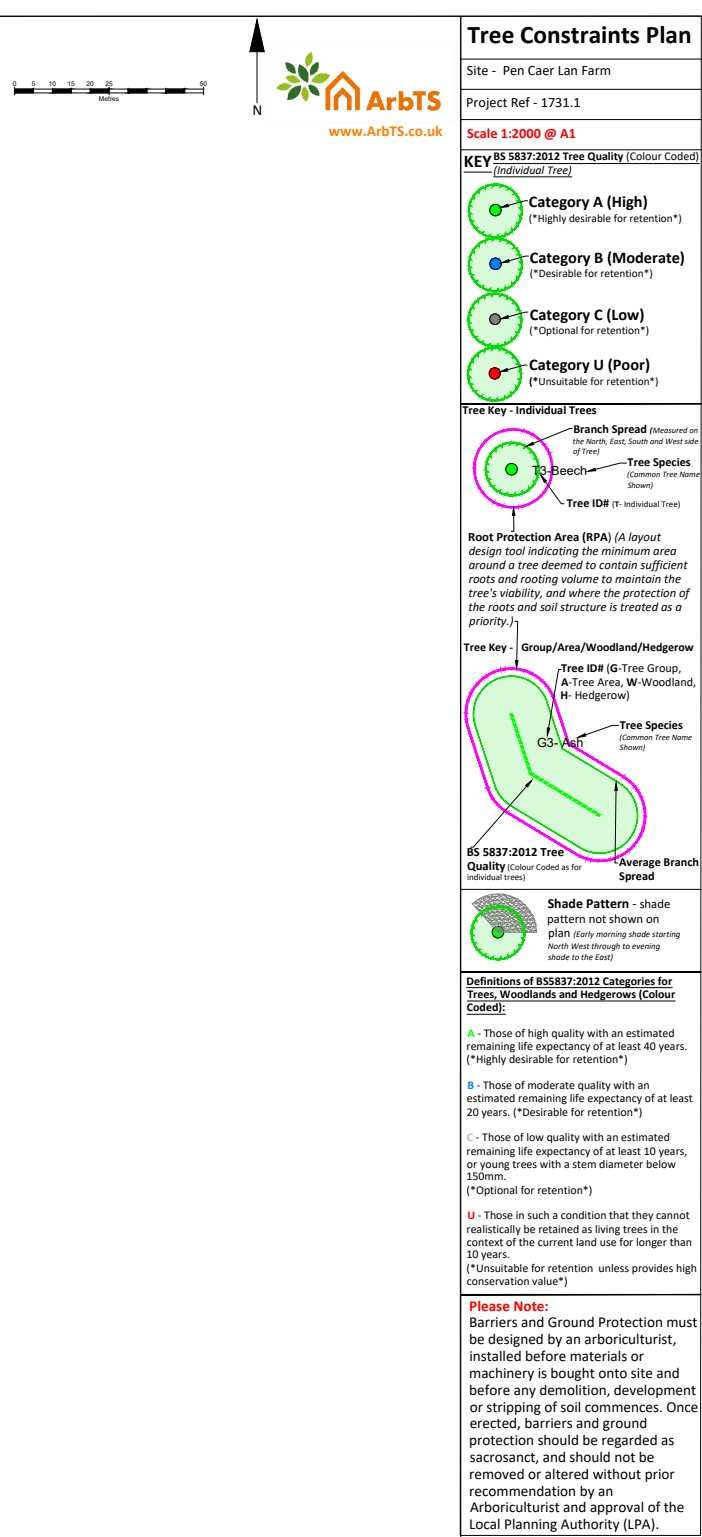 0 5 10 15 20 25 50
Metres
N
ArbTS
www.ArbTS.co.uk
Tree Constraints Plan
Site - Pen Caer Lan Farm
Project Ref - 1731.1
Scale 1:2000 @ A1
KEY BS 5837:2012 Tree Quality (Colour Coded)
(Individual Tree)
Category A (High)
(*Highly desirable for retention*)
Category B (Moderate)
(*Desirable for retention*)
Category C (Low)
(*Optional for retention*)
Category U (Poor)
(*Unsuitable for retention*)
Tree Key - Individual Trees
Branch Spread (Measured on
the North, East, South and West side
of Tree)
T3-Beech
Tree Species
(Common Tree Name
Shown)
Tree ID# (T- Individual Tree)
Root Protection Area (RPA) (A layout
design tool indicating the minimum area
around a tree deemed to contain sufficient
roots and rooting volume to maintain the
tree's viability, and where the protection of
the roots and soil structure is treated as a
priority.)
Tree Key - Group/Area/Woodland/Hedgerow
Tree ID# (G-Tree Group,
A-Tree Area, W-Woodland,
H- Hedgerow)
Tree Species
(Common Tree Name
Shown)
G3- Ash
BS 5837:2012 Tree
Quality (Colour Coded as for
individual trees)
Average Branch
Spread
Shade Pattern - shade
pattern not shown on
plan (Early morning shade starting
North West through to evening
shade to the East)
Definitions of BS5837:2012 Categories for
Trees, Woodlands and Hedgerows (Colour
Coded):
A - Those of high quality with an estimated
remaining life expectancy of at least 40 years.
(*Highly desirable for retention*)
B - Those of moderate quality with an
estimated remaining life expectancy of at least
20 years. (*Desirable for retention*)
C - Those of low quality with an estimated
remaining life expectancy of at least 10 years,
or young trees with a stem diameter below
150mm.
(*Optional for retention*)
U - Those in such a condition that they cannot
realistically be retained as living trees in the
context of the current land use for longer than
10 years.
(*Unsuitable for retention unless provides high
conservation value*)
Please Note:
Barriers and Ground Protection must
be designed by an arboriculturist,
installed before materials or
machinery is bought onto site and
before any demolition, development
or stripping of soil commences. Once
erected, barriers and ground
protection should be regarded as
sacrosanct, and should not be
removed or altered without prior
recommendation by an
Arboriculturist and approval of the
Local Planning Authority (LPA).